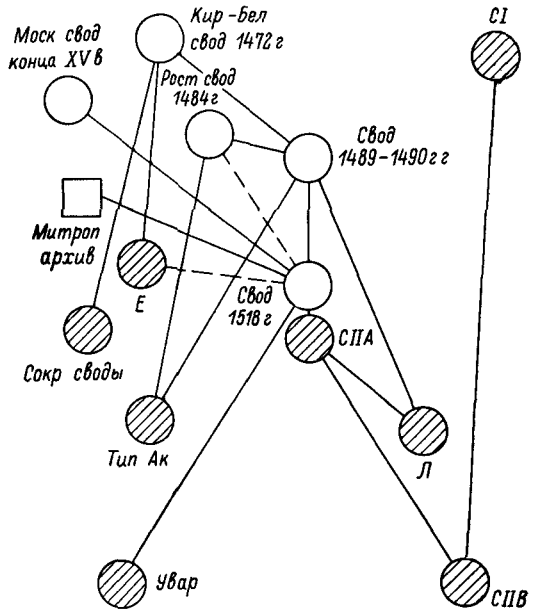 СI
Кир-Бел
свод 1472 г
Моск свод
конца XV в
Рост свод
1484 г
Свод
1489-1490 г г
Митроп
архив
Е
Свод
1518 г
СIIА
Сокр своды
Тип Ак
Л
Увар
СIIВ